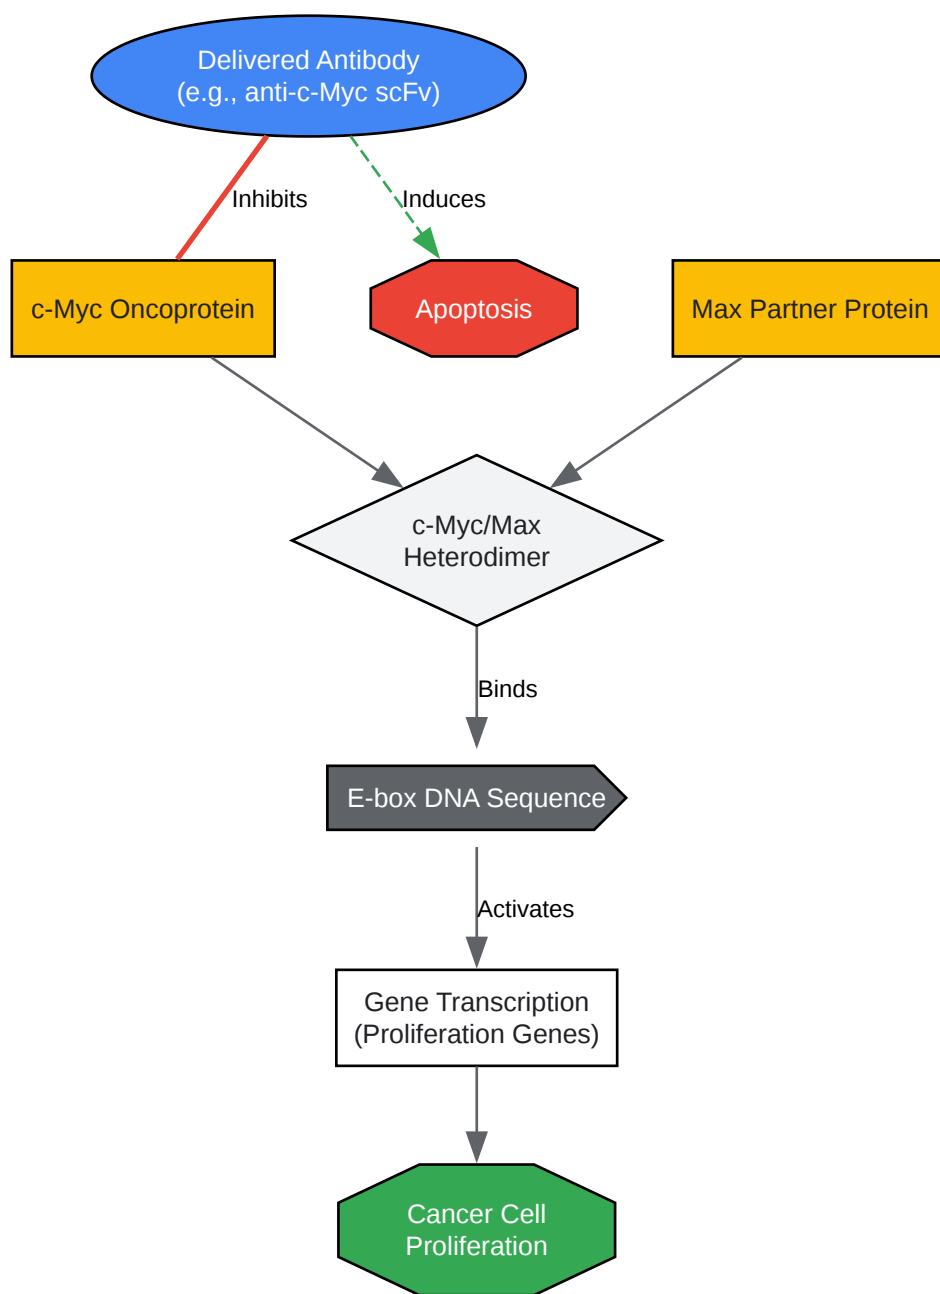 Delivered Antibody
(e.g., anti-c-Myc scFv)
Inhibits
Induces
c-Myc Oncoprotein
Apoptosis
Max Partner Protein
c-Myc/Max
Heterodimer
Binds
E-box DNA Sequence
Activates
Gene Transcription
(Proliferation Genes)
Cancer Cell
Proliferation